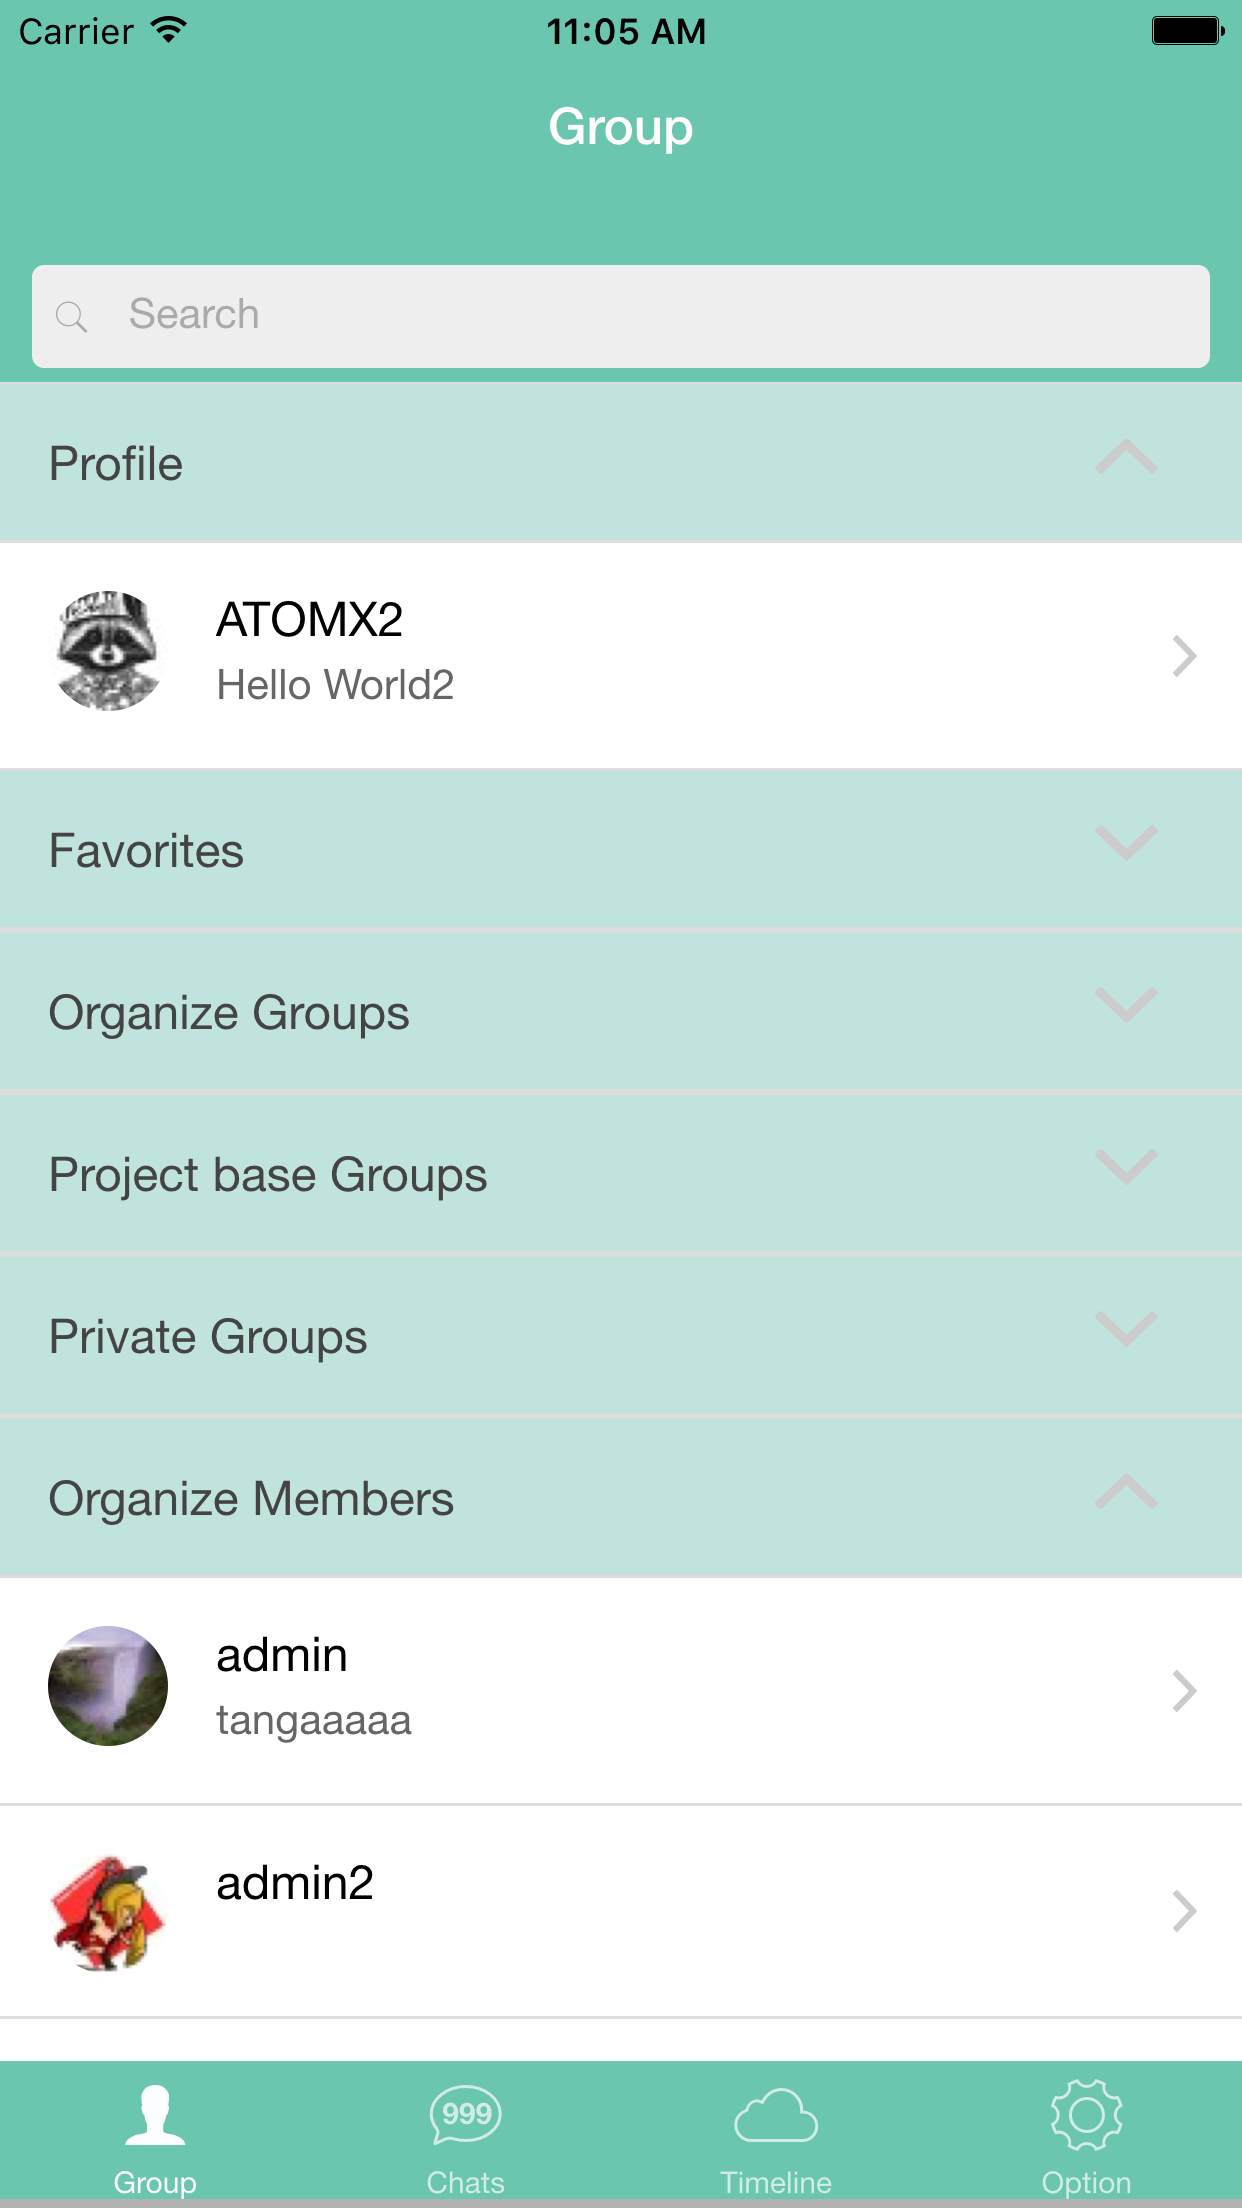 Carrier 11:05 AM
Group
Search
Profile
ATOMX2
Hello World2
Favorites
Organize Groups
Project base Groups
Private Groups
Organize Members
admin
tangaaaaa
admin2
999
Group Chats Timeline Option